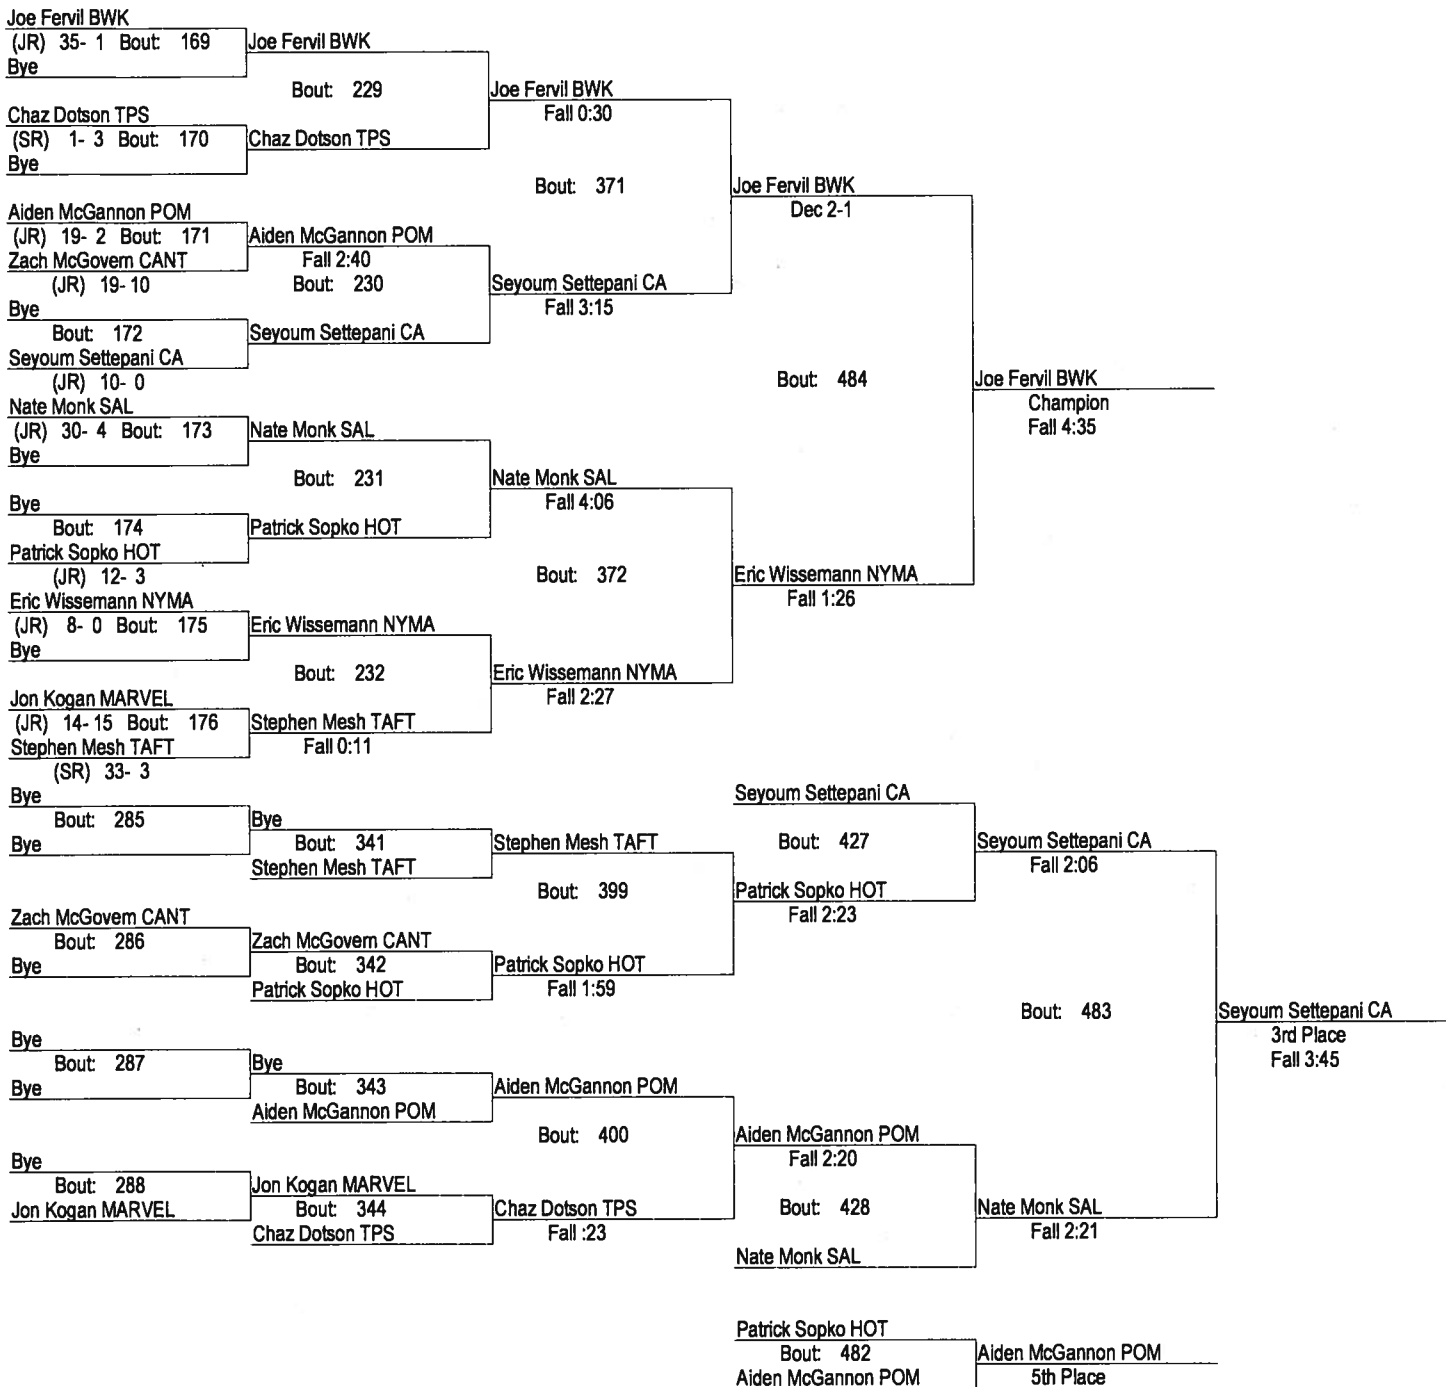 Joe Fervil BWK
(JR) 35- 1 Bout: 169
Bye
Joe Fervil BWK
Bout: 229
Chaz Dotson TPS
(SR) 1- 3 Bout: 170
Bye
Chaz Dotson TPS
Joe Fervil BWK
Fall 0:30
Bout: 371
Aiden McGannon POM
(JR) 19- 2 Bout: 171
Zach McGovern CANT
(JR) 19- 10
Aiden McGannon POM
Fall 2:40
Bout: 230
Bye
Bout: 172
Seyoum Settepani CA
(JR) 10- 0
Seyoum Settepani CA
Seyoum Settepani CA
Fall 3:15
Joe Fervil BWK
Dec 2-1
Bout: 484
Nate Monk SAL
(JR) 30- 4 Bout: 173
Bye
Nate Monk SAL
Bout: 231
Bye
Bout: 174
Patrick Sopko HOT
(JR) 12- 3
Patrick Sopko HOT
Nate Monk SAL
Fall 4:06
Bout: 372
Eric Wissemann NYMA
(JR) 8- 0 Bout: 175
Bye
Eric Wissemann NYMA
Bout: 232
Jon Kogan MARVEL
(JR) 14- 15 Bout: 176
Stephen Mesh TAFT
(SR) 33- 3
Stephen Mesh TAFT
Fall 0:11
Eric Wissemann NYMA
Fall 2:27
Eric Wissemann NYMA
Fall 1:26
Joe Fervil BWK
Champion
Fall 4:35
Bye
Bout: 285
Bye
Bye
Bout: 341
Stephen Mesh TAFT
Stephen Mesh TAFT
Bout: 399
Zach McGovern CANT
Bout: 286
Bye
Zach McGovern CANT
Bout: 342
Patrick Sopko HOT
Patrick Sopko HOT
Fall 1:59
Seyoum Settepani CA
Bout: 427
Patrick Sopko HOT
Fall 2:23
Seyoum Settepani CA
Fall 2:06
Bout: 483
Bye
Bout: 287
Bye
Bye
Bout: 343
Aiden McGannon POM
Aiden McGannon POM
Bout: 400
Bye
Bout: 288
Jon Kogan MARVEL
Jon Kogan MARVEL
Bout: 344
Chaz Dotson TPS
Chaz Dotson TPS
Fall :23
Aiden McGannon POM
Fall 2:20
Bout: 428
Nate Monk SAL
Nate Monk SAL
Fall 2:21
Seyoum Settepani CA
3rd Place
Fall 3:45
Patrick Sopko HOT
Bout: 482
Aiden McGannon POM
Aiden McGannon POM
5th Place